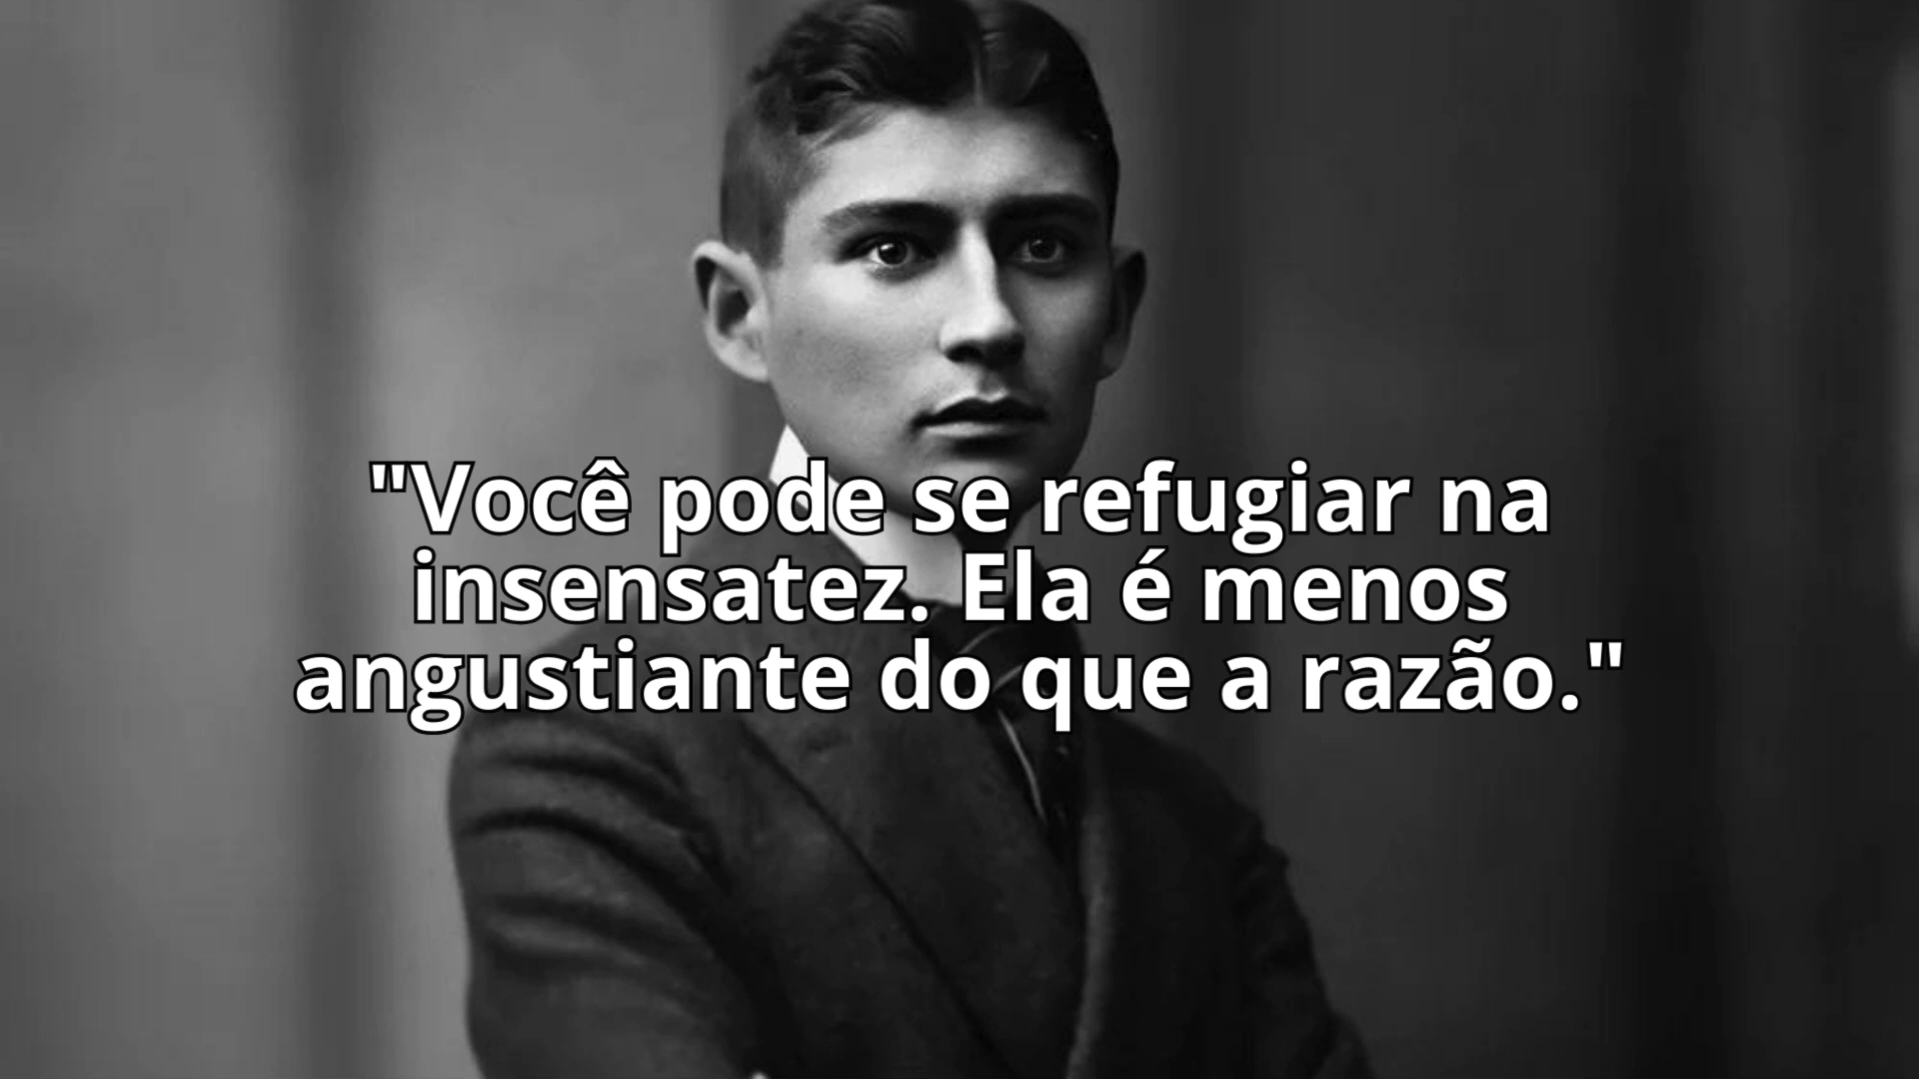 "Você pode se refugiar na
insensatez. Ela é menos
angustiante do que a razão."